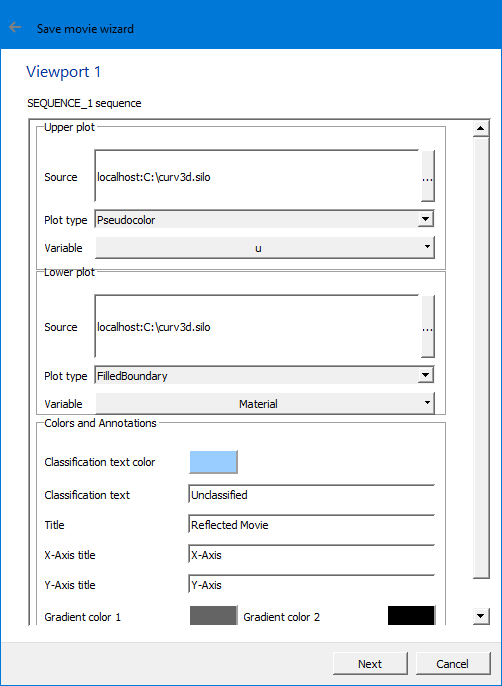 Save movie wizard
Viewport 1
SEQUENCE_1 sequence
Upper plot
Source localhost:C:\curv3d.silo ...
Plot type Pseudocolor
Variable u
Lower plot
Source localhost:C:\curv3d.silo ...
Plot type FilledBoundary
Variable Material
Colors and Annotations
Classification text color
Classification text Unclassified
Title Reflected Movie
X-Axis title X-Axis
Y-Axis title Y-Axis
Gradient color 1 Gradient color 2
Next Cancel